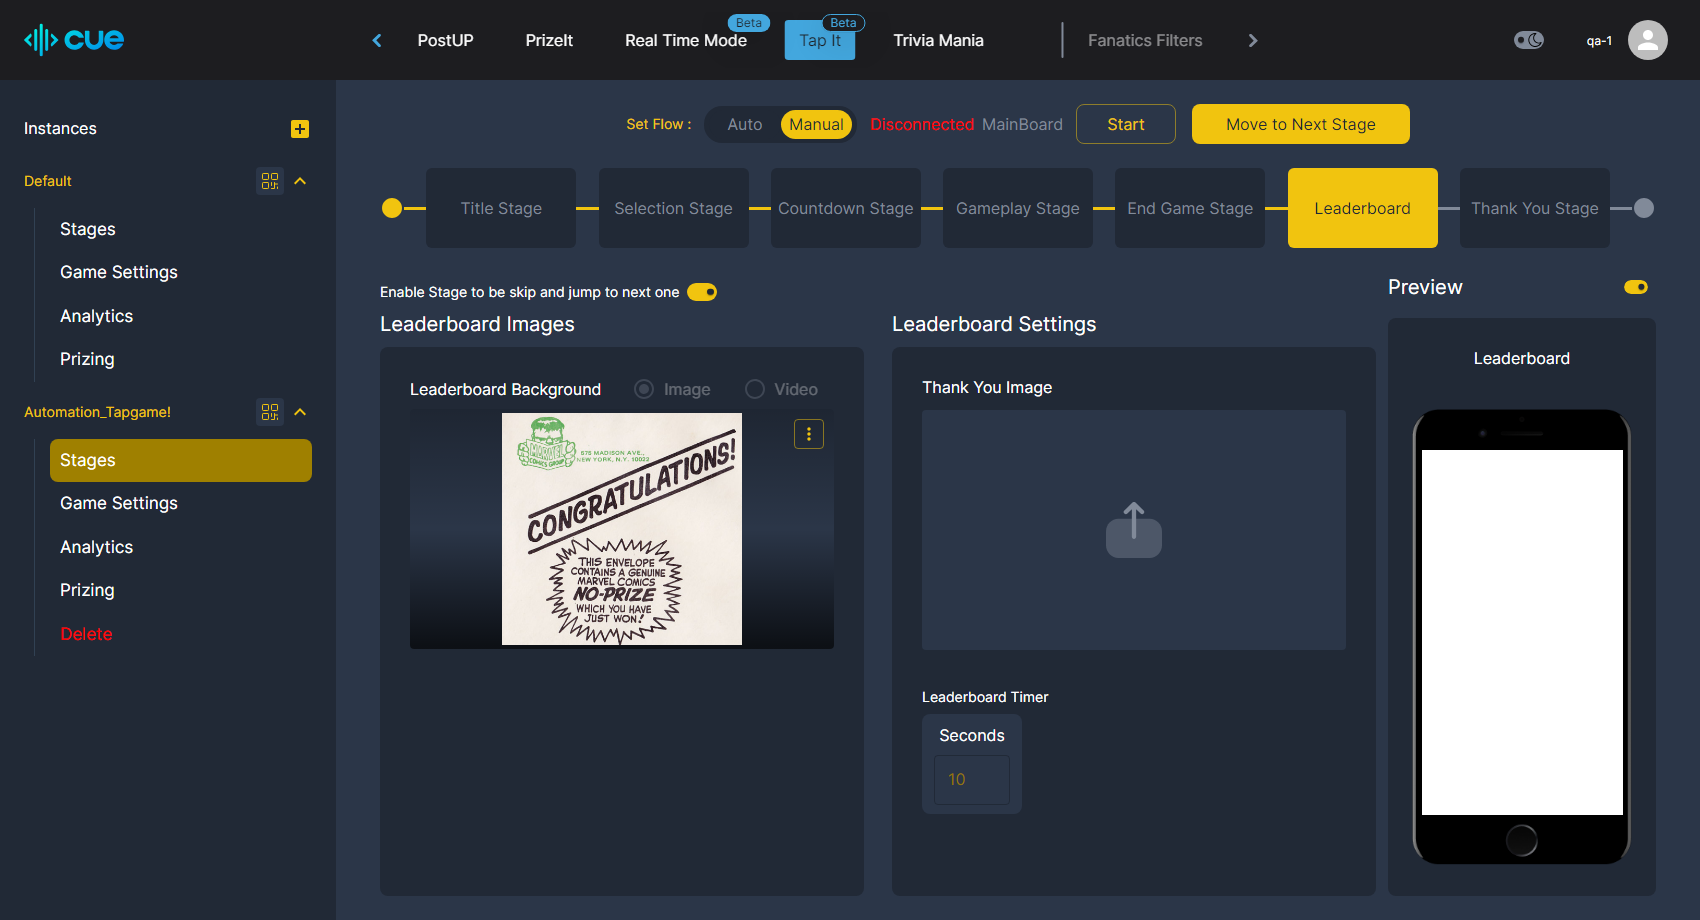 cue
PostUP
PrizeIt
Real Time Mode
Beta
Tap It
Beta
Trivia Mania
Fanatics Filters
qa-1
Instances
Default
Stages
Game Settings
Analytics
Prizing
Automation_Tapgame!
Stages
Game Settings
Analytics
Prizing
Delete
Set Flow :
Auto
Manual
Disconnected
MainBoard
Start
Move to Next Stage
Title Stage
Selection Stage
Countdown Stage
Gameplay Stage
End Game Stage
Leaderboard
Thank You Stage
Enable Stage to be skip and jump to next one
Leaderboard Images
Leaderboard Background
Image
Video
MARVEL
COMICS GROUP
575 MADISON AVE.,
NEW YORK, N.Y. 10022
CONGRATULATIONS!
THIS ENVELOPE
CONTAINS A GENUINE
MARVEL COMICS
NO-PRIZE
WHICH YOU HAVE
JUST WON!
Leaderboard Settings
Thank You Image
Leaderboard Timer
Seconds
10
Preview
Leaderboard